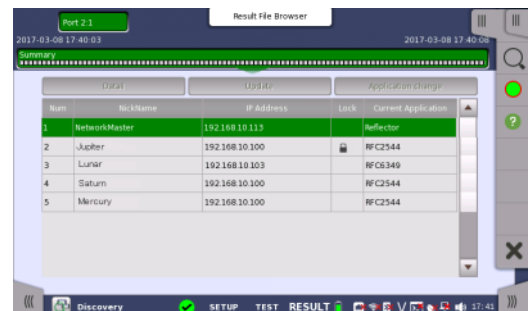 Port 2:1
Result File Browser
2017-03-08 17:40:03
2017-03-08 17:40:06
Summary
Detail
Update
Application change
Num NickName IP Address Lock Current Application
1 NetworkMaster 192.168.10.113 Reflector
2 Jupiter 192.168.10.100 RFC2544
3 Lunar 192.168.10.103 RFC6349
4 Saturn 192.168.10.100 RFC2544
5 Mercury 192.168.10.100 RFC2544
Discovery SETUP TEST RESULT 17:41